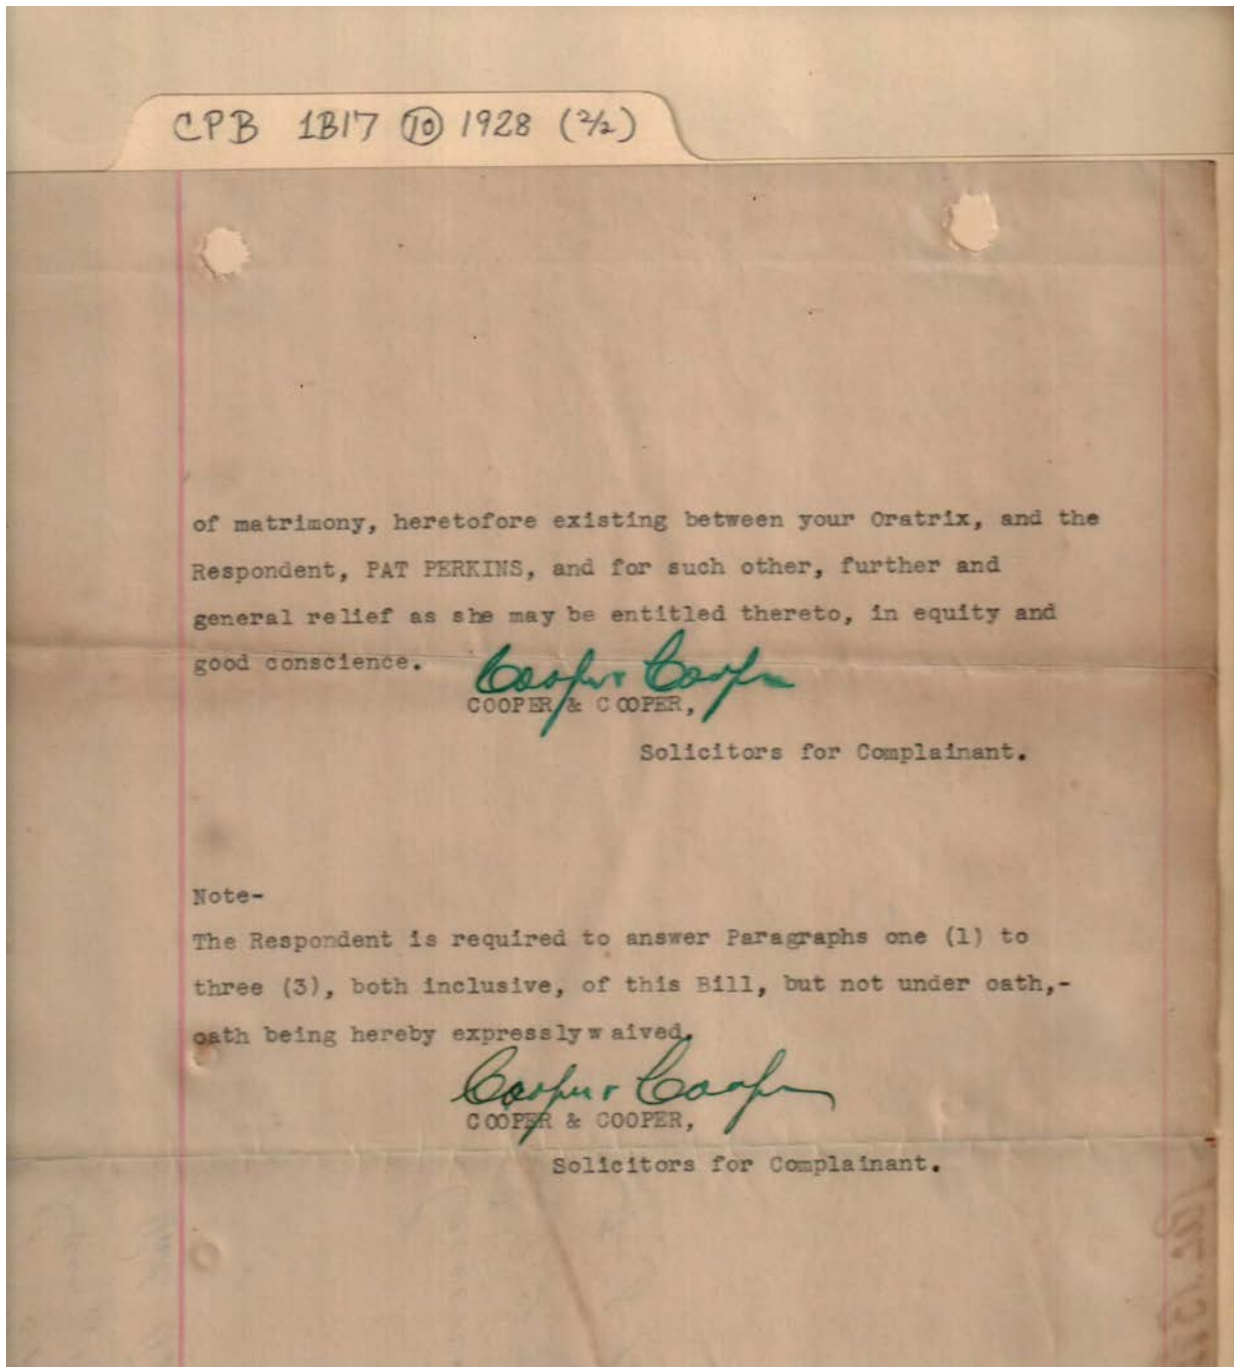 CPB 1B17 ⑩ 1928 (2/2)
of matrimony, heretofore existing between your Oratrix, and the
Respondent, PAT PERKINS, and for such other, further and
general relief as she may be entitled thereto, in equity and
good conscience.
Cooper & Cooper
COOPER & COOPER,
Solicitors for Complainant.
Note-
The Respondent is required to answer Paragraphs one (1) to
three (3), both inclusive, of this Bill, but not under oath,-
oath being hereby expressly waived.
Cooper & Cooper
COOPER & COOPER,
Solicitors for Complainant.